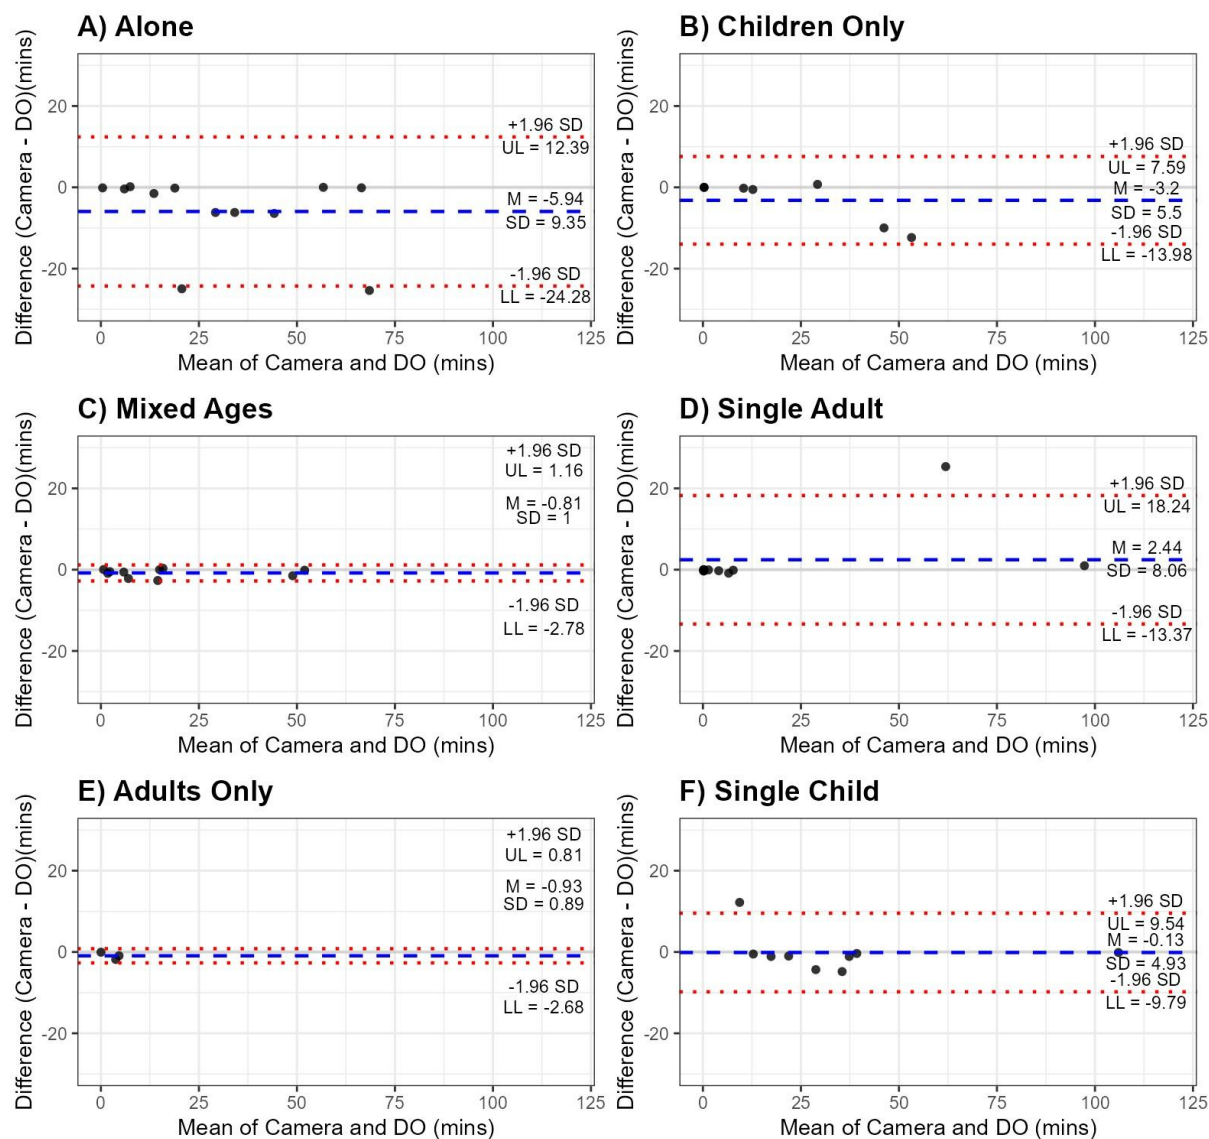 A) Alone
Difference (Camera - DO)(mins)
20
0
-20
+1.96 SD
UL = 12.39
M = -5.94
SD = 9.35
-1.96 SD
LL = -24.28
0
25
50
75
100
125
Mean of Camera and DO (mins)
B) Children Only
Difference (Camera - DO)(mins)
20
0
-20
+1.96 SD
UL = 7.59
M = -3.2
SD = 5.5
-1.96 SD
LL = -13.98
0
25
50
75
100
125
Mean of Camera and DO (mins)
C) Mixed Ages
Difference (Camera - DO)(mins)
20
0
-20
+1.96 SD
UL = 1.16
M = -0.81
SD = 1
-1.96 SD
LL = -2.78
0
25
50
75
100
125
Mean of Camera and DO (mins)
D) Single Adult
Difference (Camera - DO)(mins)
20
0
-20
+1.96 SD
UL = 18.24
M = 2.44
SD = 8.06
-1.96 SD
LL = -13.37
0
25
50
75
100
125
Mean of Camera and DO (mins)
E) Adults Only
Difference (Camera - DO)(mins)
20
0
-20
+1.96 SD
UL = 0.81
M = -0.93
SD = 0.89
-1.96 SD
LL = -2.68
0
25
50
75
100
125
Mean of Camera and DO (mins)
F) Single Child
Difference (Camera - DO)(mins)
20
0
-20
+1.96 SD
UL = 9.54
M = -0.13
SD = 4.93
-1.96 SD
LL = -9.79
0
25
50
75
100
125
Mean of Camera and DO (mins)